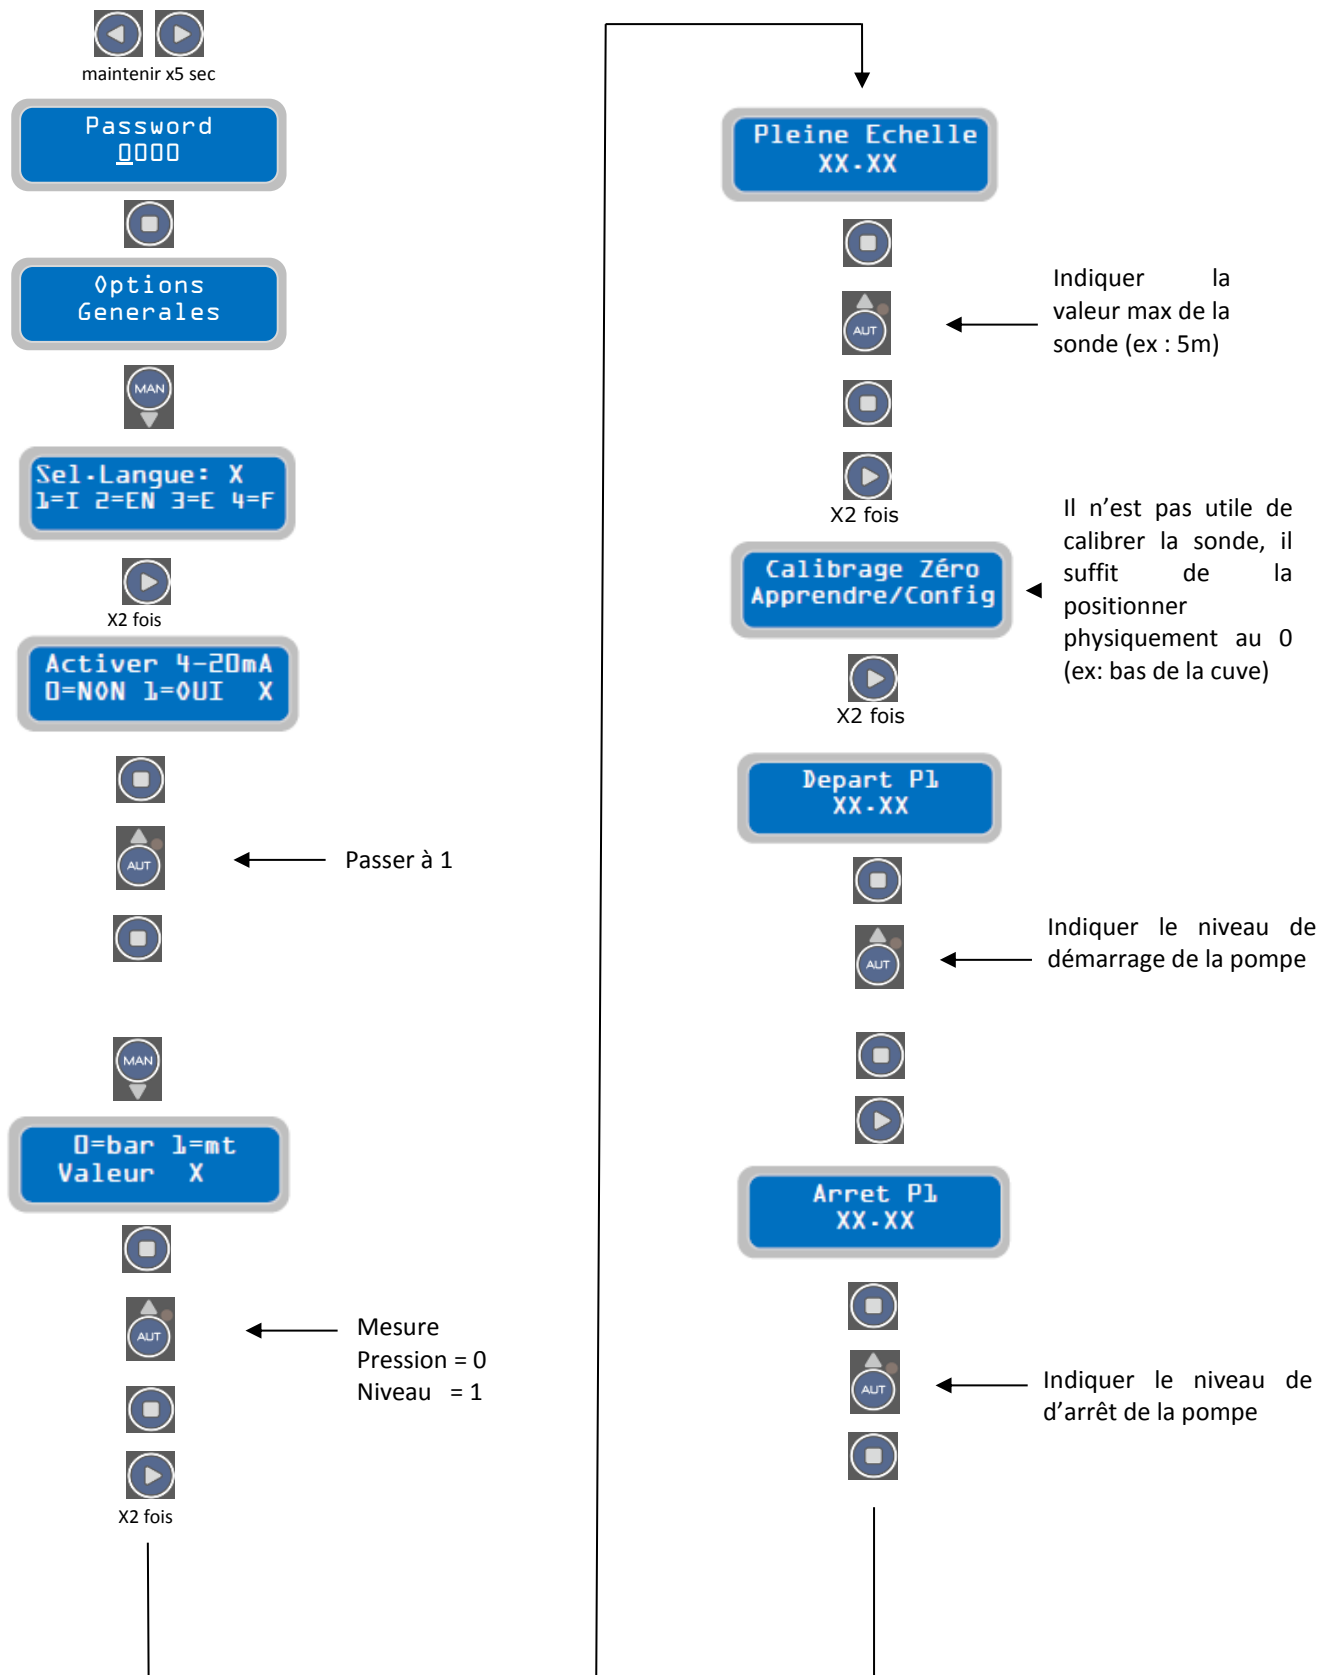 maintenir x5 sec
Password
0000
Options
Generales
MAN
Sel.Langue: X
1=I 2=EN 3=E 4=F
X2 fois
Activer 4-20mA
0=NON 1=OUI X
AUT
Passer à 1
MAN
0=bar 1=mt
Valeur X
AUT
Mesure
Pression = 0
Niveau = 1
X2 fois
Pleine Echelle
XX.XX
AUT
Indiquer la
valeur max de la
sonde (ex : 5m)
X2 fois
Calibrage Zéro
Apprendre/Config
Il n’est pas utile de
calibrer la sonde, il
suffit de la
positionner
physiquement au 0
(ex: bas de la cuve)
X2 fois
Depart P1
XX.XX
AUT
Indiquer le niveau de
démarrage de la pompe
Arret P1
XX.XX
AUT
Indiquer le niveau de
d’arrêt de la pompe